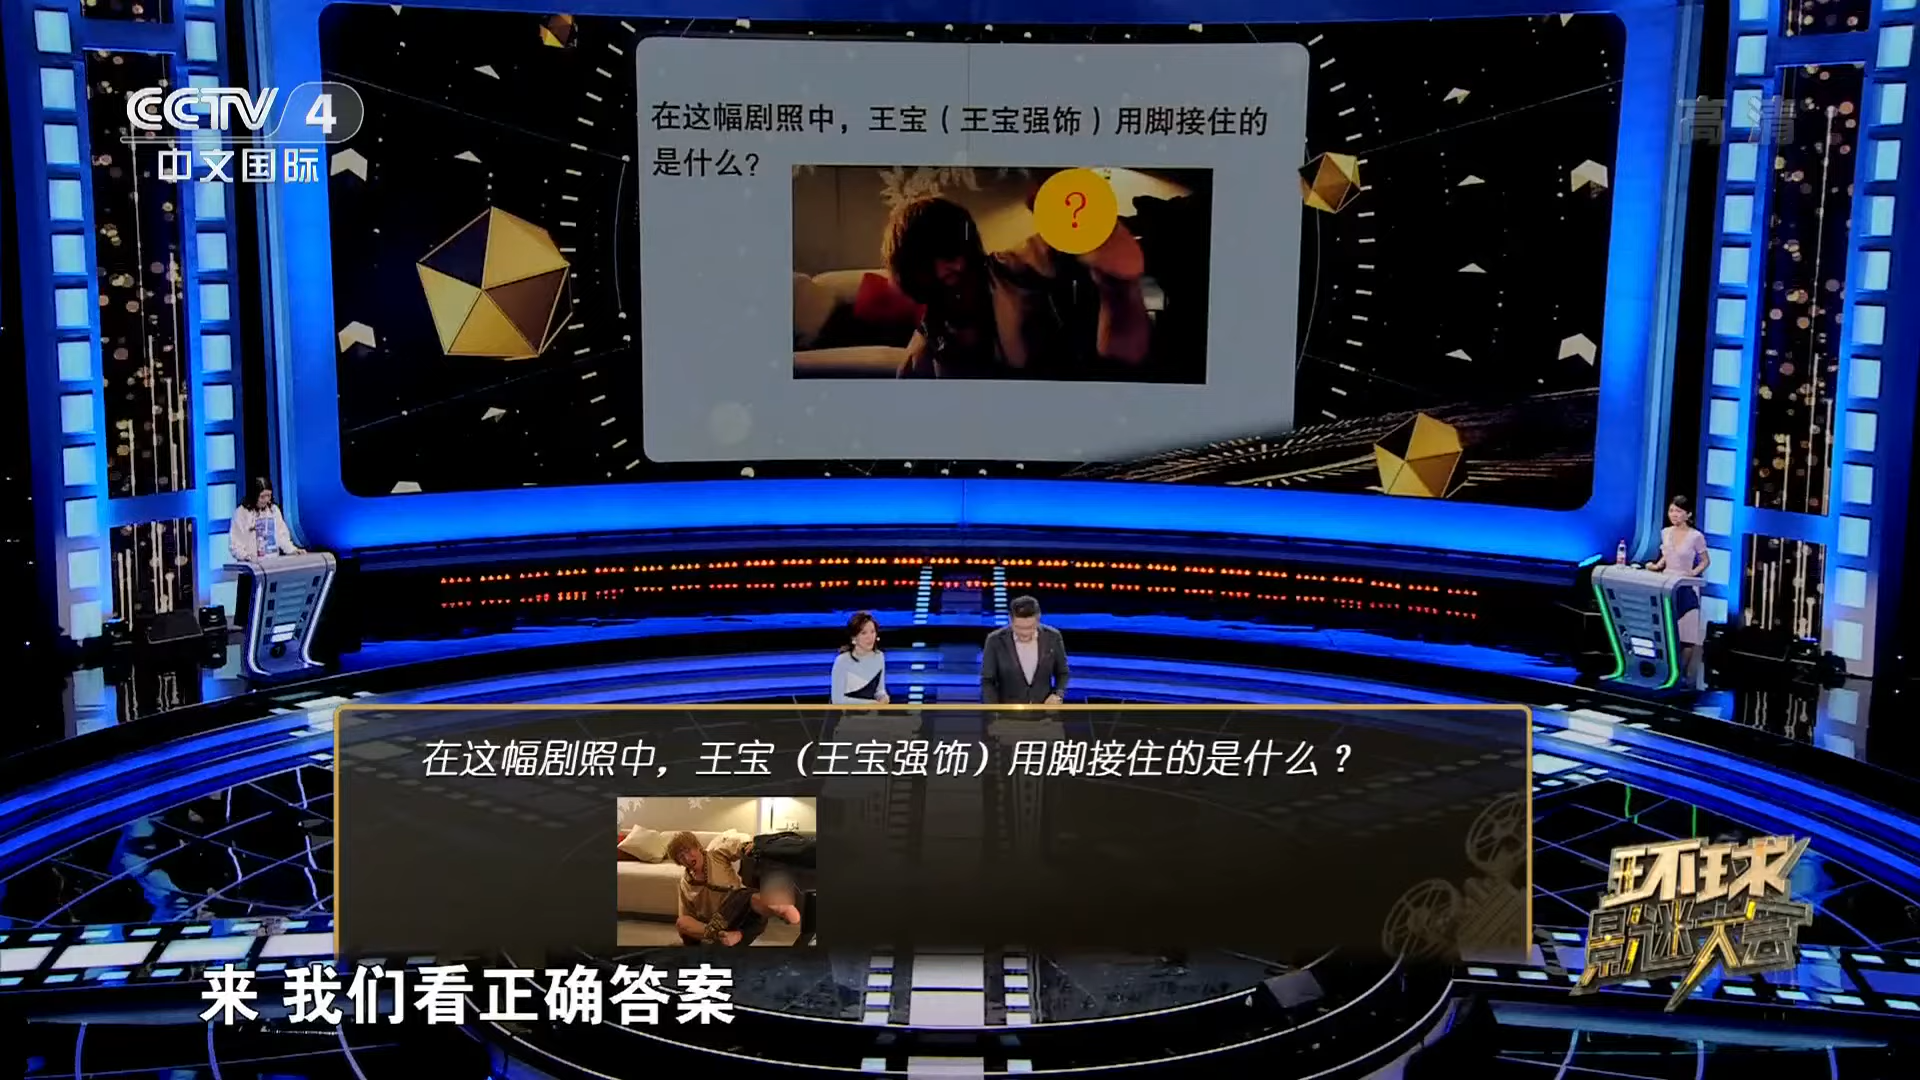 CCTV 4
中文国际
高清
在这幅剧照中，王宝（王宝强饰）用脚接住的
是什么？
?
在这幅剧照中，王宝（王宝强饰）用脚接住的是什么？
环球
影迷大会
来 我们看正确答案